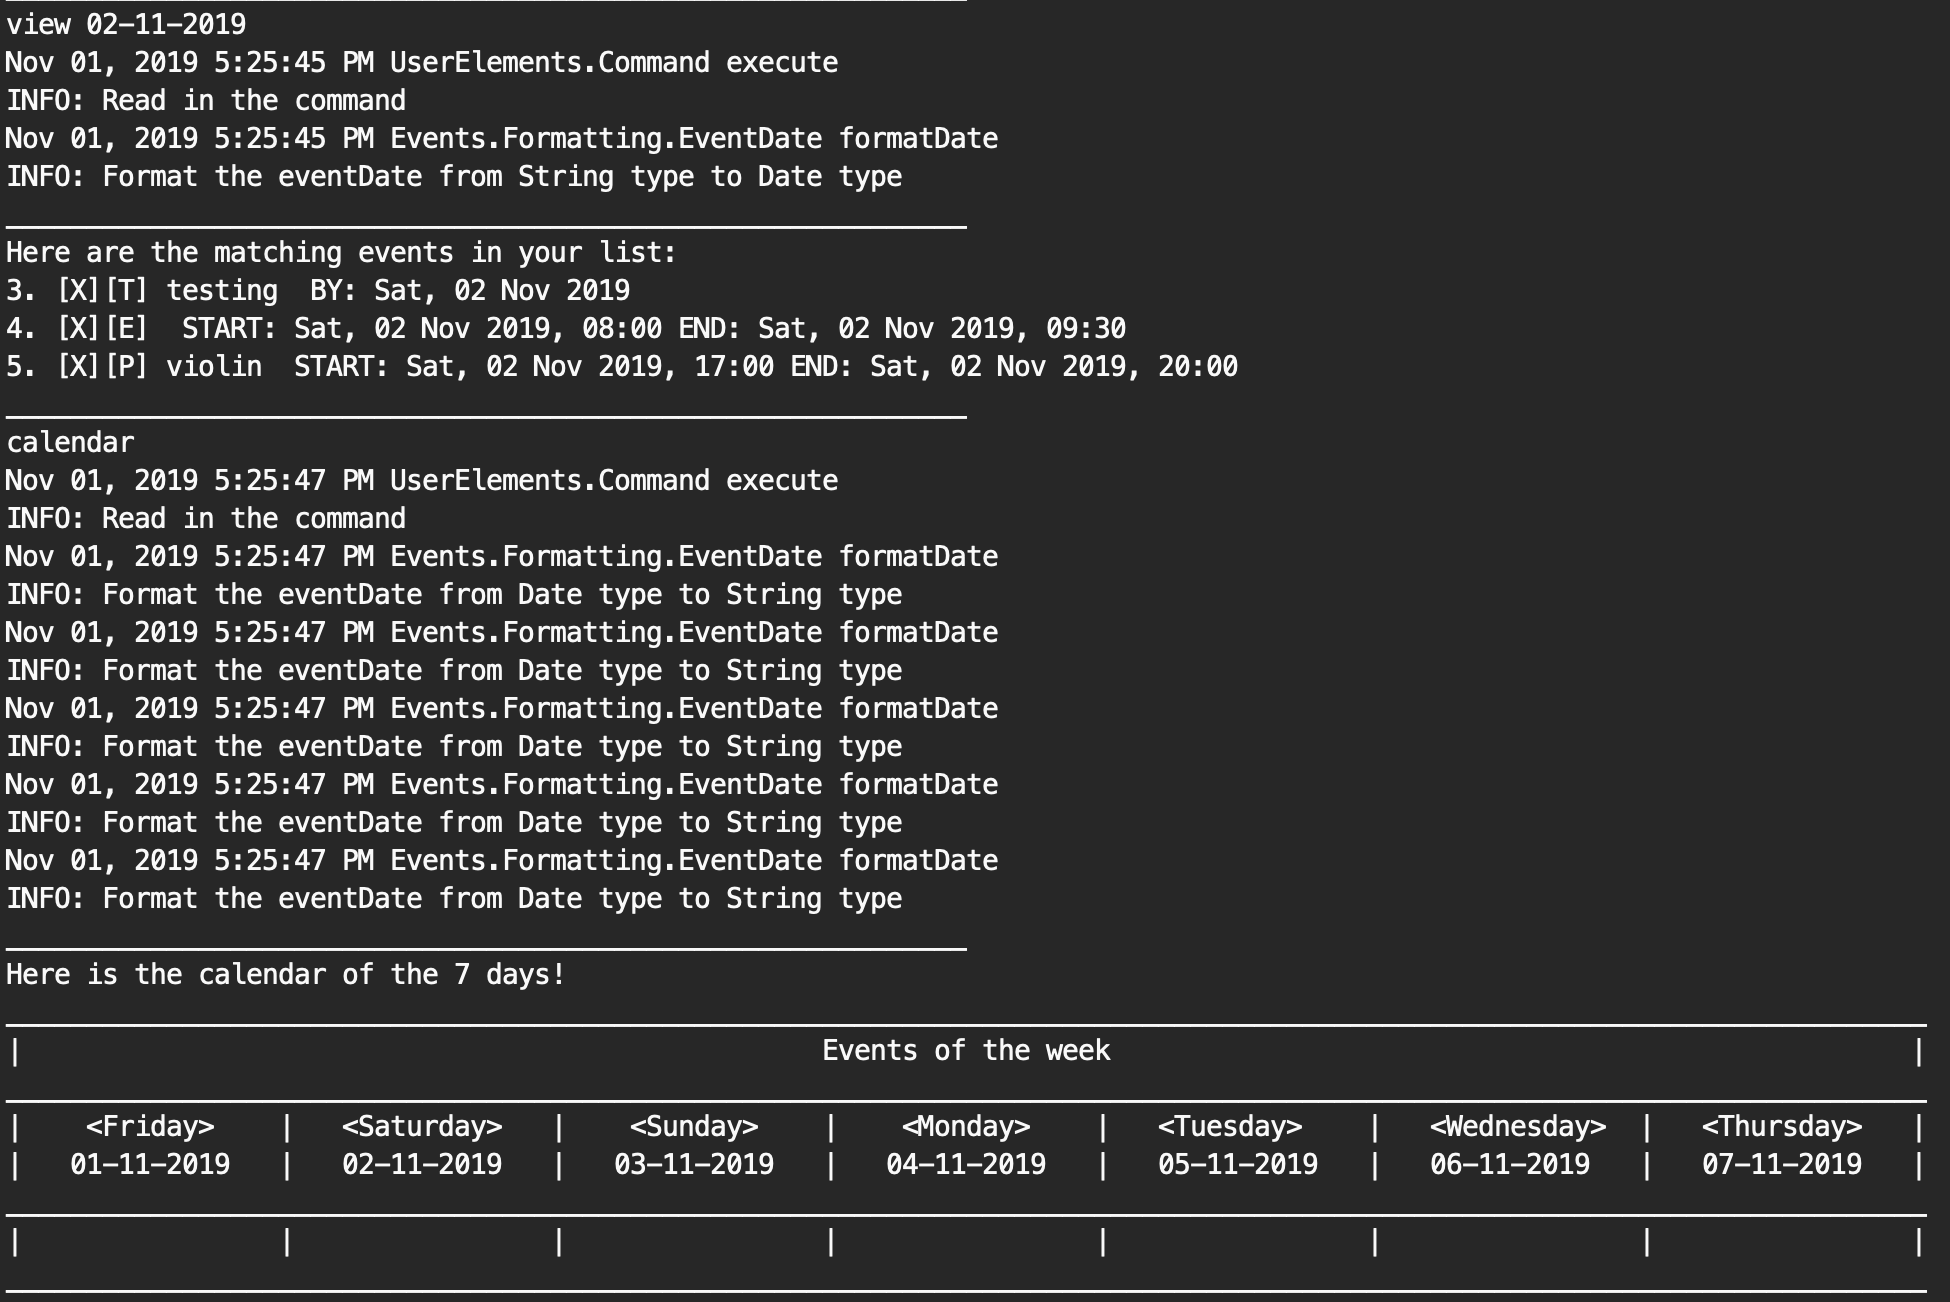 view 02-11-2019
Nov 01, 2019 5:25:45 PM UserElements.Command execute
INFO: Read in the command
Nov 01, 2019 5:25:45 PM Events.Formatting.EventDate formatDate
INFO: Format the eventDate from String type to Date type
____________________________________________________________
Here are the matching events in your list:
3. [X][T] testing  BY: Sat, 02 Nov 2019
4. [X][E]  START: Sat, 02 Nov 2019, 08:00 END: Sat, 02 Nov 2019, 09:30
5. [X][P] violin  START: Sat, 02 Nov 2019, 17:00 END: Sat, 02 Nov 2019, 20:00
____________________________________________________________
calendar
Nov 01, 2019 5:25:47 PM UserElements.Command execute
INFO: Read in the command
Nov 01, 2019 5:25:47 PM Events.Formatting.EventDate formatDate
INFO: Format the eventDate from Date type to String type
Nov 01, 2019 5:25:47 PM Events.Formatting.EventDate formatDate
INFO: Format the eventDate from Date type to String type
Nov 01, 2019 5:25:47 PM Events.Formatting.EventDate formatDate
INFO: Format the eventDate from Date type to String type
Nov 01, 2019 5:25:47 PM Events.Formatting.EventDate formatDate
INFO: Format the eventDate from Date type to String type
Nov 01, 2019 5:25:47 PM Events.Formatting.EventDate formatDate
INFO: Format the eventDate from Date type to String type
____________________________________________________________
Here is the calendar of the 7 days!
| Events of the week |
| <Friday> | <Saturday> | <Sunday> | <Monday> | <Tuesday> | <Wednesday> | <Thursday> |
| 01-11-2019 | 02-11-2019 | 03-11-2019 | 04-11-2019 | 05-11-2019 | 06-11-2019 | 07-11-2019 |
| | | | | | | |